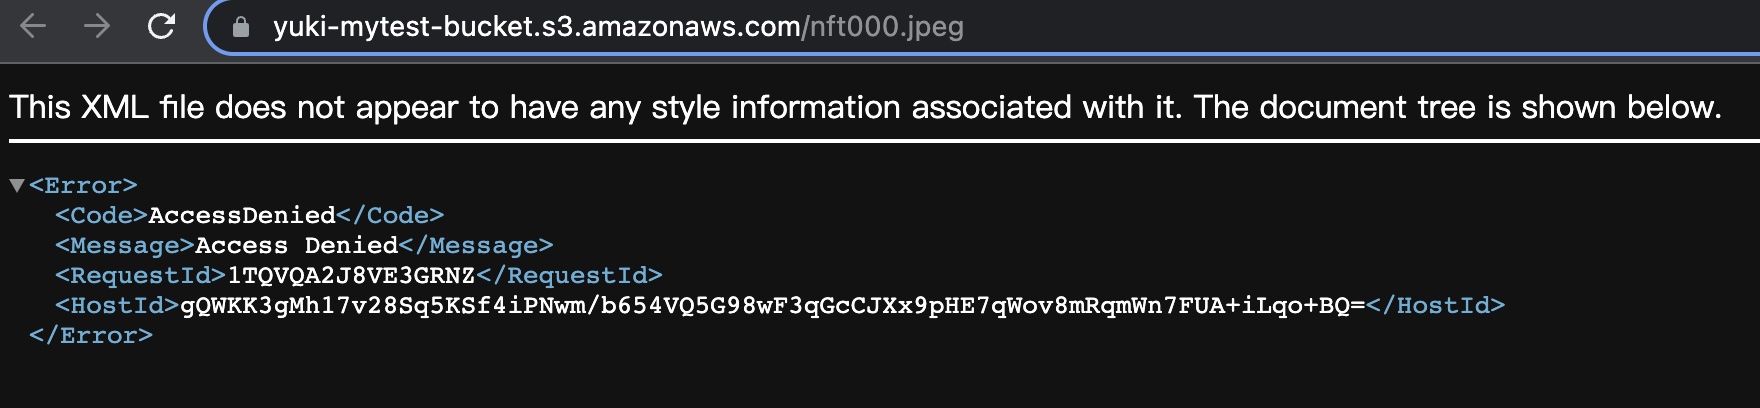 yuki-mytest-bucket.s3.amazonaws.com/nft000.jpeg
This XML file does not appear to have any style information associated with it. The document tree is shown below.
▼<Error>
<Code>AccessDenied</Code>
<Message>Access Denied</Message>
<RequestId>1TQVQA2J8VE3GRNZ</RequestId>
<HostId>gQWKK3gMh17v28Sq5KSf4iPNwm/b654VQ5G98wF3qGcCJXx9pHE7qWov8mRqmWn7FUA+iLqo+BQ=</HostId>
</Error>